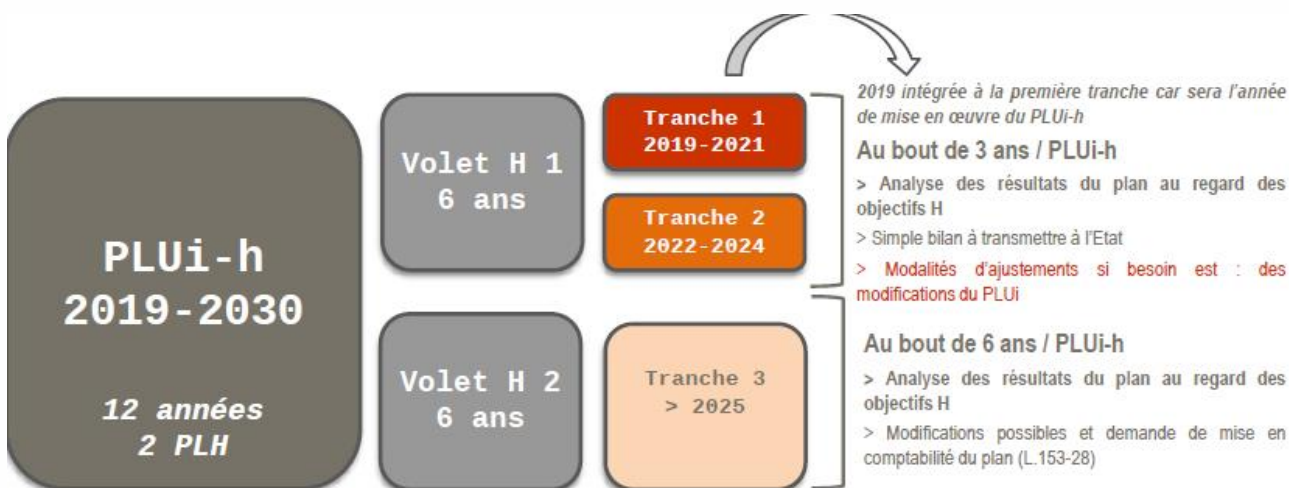 PLUi-h
2019-2030
12 années
2 PLH
Volet H 1
6 ans
Volet H 2
6 ans
Tranche 1
2019-2021
Tranche 2
2022-2024
Tranche 3
> 2025
2019 intégrée à la première tranche car sera l'année
de mise en œuvre du PLUi-h
Au bout de 3 ans / PLUi-h
> Analyse des résultats du plan au regard des
objectifs H
> Simple bilan à transmettre à l'Etat
> Modalités d'ajustements si besoin est : des
modifications du PLUi
Au bout de 6 ans / PLUi-h
> Analyse des résultats du plan au regard des
objectifs H
> Modifications possibles et demande de mise en
comptabilité du plan (L.153-28)